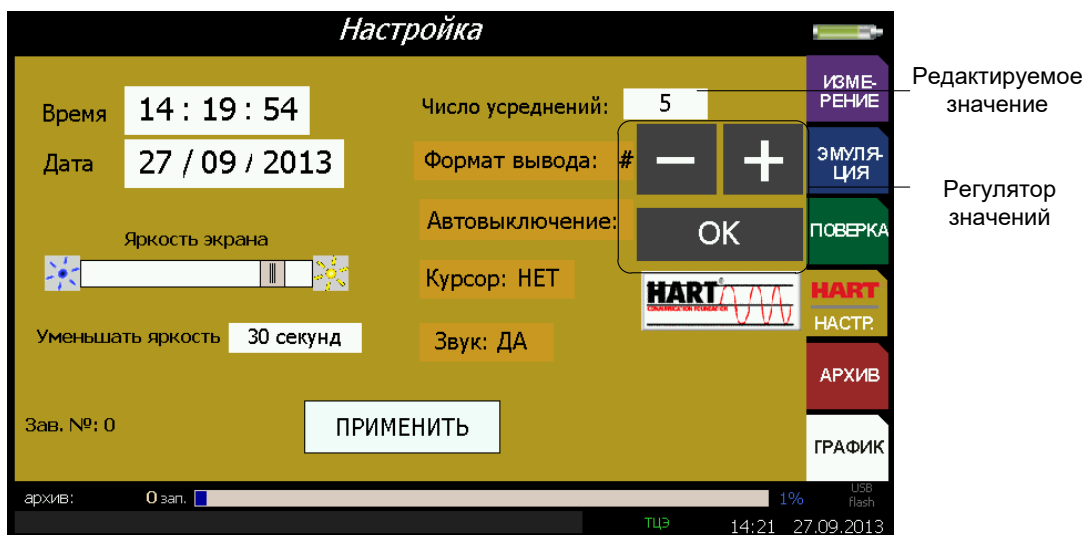 Настройка
ИЗМЕ-
РЕНИЕ
Редактируемое
значение
Время 14 : 19 : 54
Число усреднений: 5
Дата 27 / 09 / 2013
Формат вывода: #
− +
ЭМУЛЯ-
ЦИЯ
Регулятор
значений
Автовыключение:
OK
ПОВЕРКА
Яркость экрана
Курсор: НЕТ
HART
COMMUNICATION FOUNDATION
HART
НАСТР.
Уменьшать яркость 30 секунд
Звук: ДА
АРХИВ
Зав. №: 0
ПРИМЕНИТЬ
ГРАФИК
архив: 0 зап. 1% USB
flash
ТЦЭ 14:21 27.09.2013